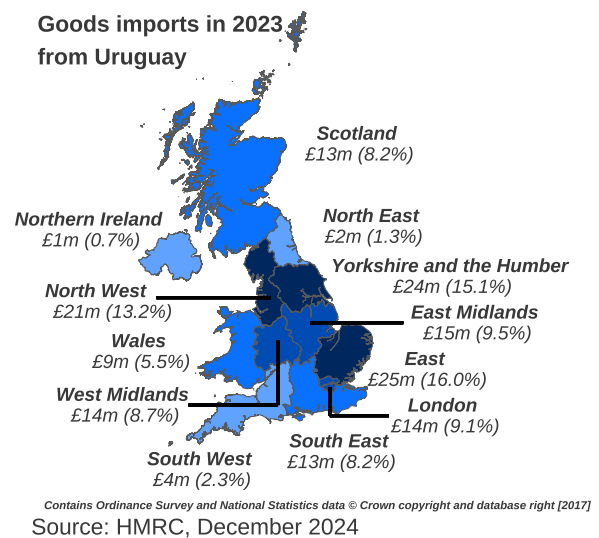 Goods imports in 2023
from Uruguay
Scotland
£13m (8.2%)
Northern Ireland
£1m (0.7%)
North East
£2m (1.3%)
Yorkshire and the Humber
£24m (15.1%)
North West
£21m (13.2%)
East Midlands
£15m (9.5%)
Wales
£9m (5.5%)
East
£25m (16.0%)
West Midlands
£14m (8.7%)
London
£14m (9.1%)
South East
£13m (8.2%)
South West
£4m (2.3%)
Contains Ordinance Survey and National Statistics data © Crown copyright and database right [2017]
Source: HMRC, December 2024